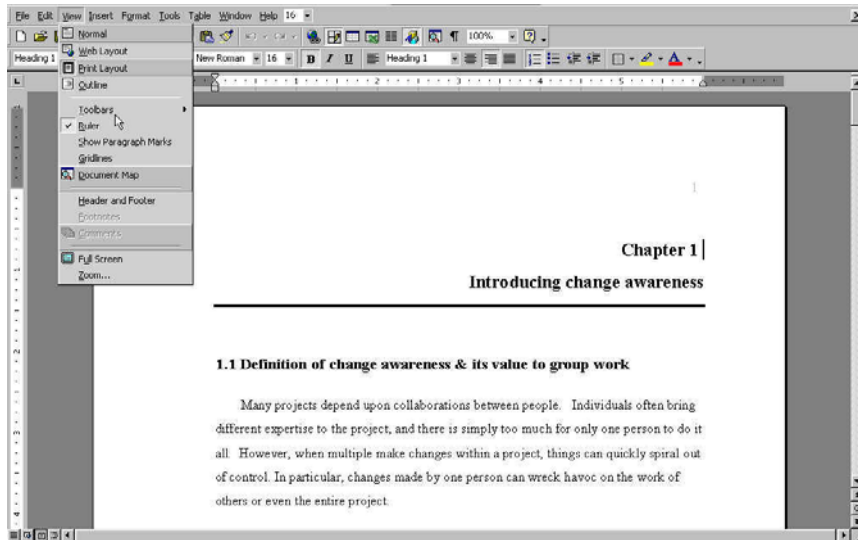 File Edit View Insert Format Tools Table Window Help 16
Normal
100%
Web Layout
Heading 1 New Roman 16 B I U Heading 1
Print Layout
Outline
1 2 3 4 5
Toolbars
Ruler
Show Paragraph Marks
Gridlines
Document Map
1
Header and Footer
Footnotes
Comments
Full Screen
Zoom...
Chapter 1
Introducing change awareness
1.1 Definition of change awareness & its value to group work
Many projects depend upon collaborations between people. Individuals often bring
different expertise to the project, and there is simply too much for only one person to do it
all. However, when multiple make changes within a project, things can quickly spiral out
of control. In particular, changes made by one person can wreck havoc on the work of
others or even the entire project.